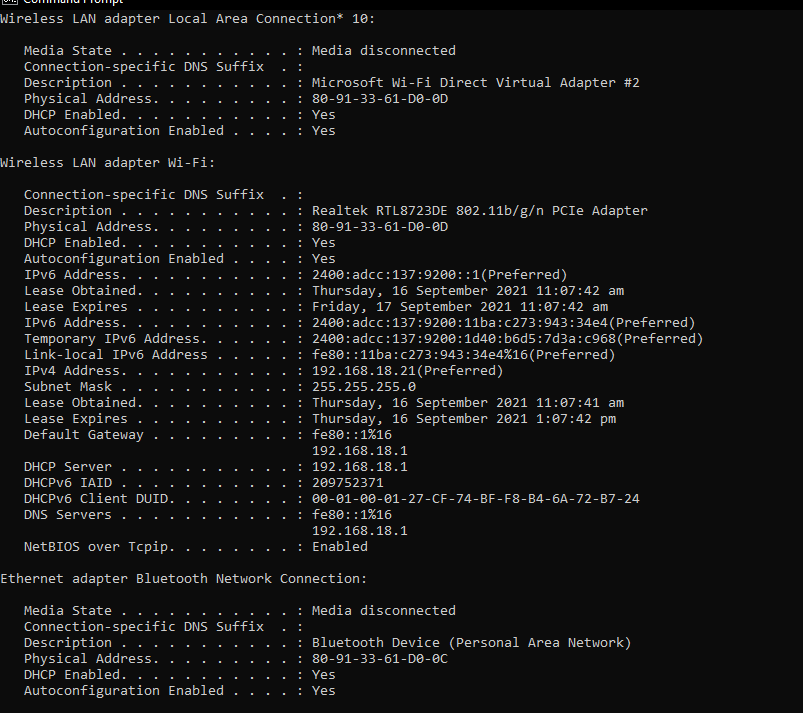 Command Prompt
Wireless LAN adapter Local Area Connection* 10:
Media State . . . . . . . . . . . : Media disconnected
Connection-specific DNS Suffix  . :
Description . . . . . . . . . . . : Microsoft Wi-Fi Direct Virtual Adapter #2
Physical Address. . . . . . . . . : 80-91-33-61-D0-0D
DHCP Enabled. . . . . . . . . . . : Yes
Autoconfiguration Enabled . . . . : Yes
Wireless LAN adapter Wi-Fi:
Connection-specific DNS Suffix  . :
Description . . . . . . . . . . . : Realtek RTL8723DE 802.11b/g/n PCIe Adapter
Physical Address. . . . . . . . . : 80-91-33-61-D0-0D
DHCP Enabled. . . . . . . . . . . : Yes
Autoconfiguration Enabled . . . . : Yes
IPv6 Address. . . . . . . . . . . : 2400:adcc:137:9200::1(Preferred)
Lease Obtained. . . . . . . . . . : Thursday, 16 September 2021 11:07:42 am
Lease Expires . . . . . . . . . . : Friday, 17 September 2021 11:07:42 am
IPv6 Address. . . . . . . . . . . : 2400:adcc:137:9200:11ba:c273:943:34e4(Preferred)
Temporary IPv6 Address. . . . . . : 2400:adcc:137:9200:1d40:b6d5:7d3a:c968(Preferred)
Link-local IPv6 Address . . . . . : fe80::11ba:c273:943:34e4%16(Preferred)
IPv4 Address. . . . . . . . . . . : 192.168.18.21(Preferred)
Subnet Mask . . . . . . . . . . . : 255.255.255.0
Lease Obtained. . . . . . . . . . : Thursday, 16 September 2021 11:07:41 am
Lease Expires . . . . . . . . . . : Thursday, 16 September 2021 1:07:42 pm
Default Gateway . . . . . . . . . : fe80::1%16
192.168.18.1
DHCP Server . . . . . . . . . . . : 192.168.18.1
DHCPv6 IAID . . . . . . . . . . . : 209752371
DHCPv6 Client DUID. . . . . . . . : 00-01-00-01-27-CF-74-BF-F8-B4-6A-72-B7-24
DNS Servers . . . . . . . . . . . : fe80::1%16
192.168.18.1
NetBIOS over Tcpip. . . . . . . . : Enabled
Ethernet adapter Bluetooth Network Connection:
Media State . . . . . . . . . . . : Media disconnected
Connection-specific DNS Suffix  . :
Description . . . . . . . . . . . : Bluetooth Device (Personal Area Network)
Physical Address. . . . . . . . . : 80-91-33-61-D0-0C
DHCP Enabled. . . . . . . . . . . : Yes
Autoconfiguration Enabled . . . . : Yes